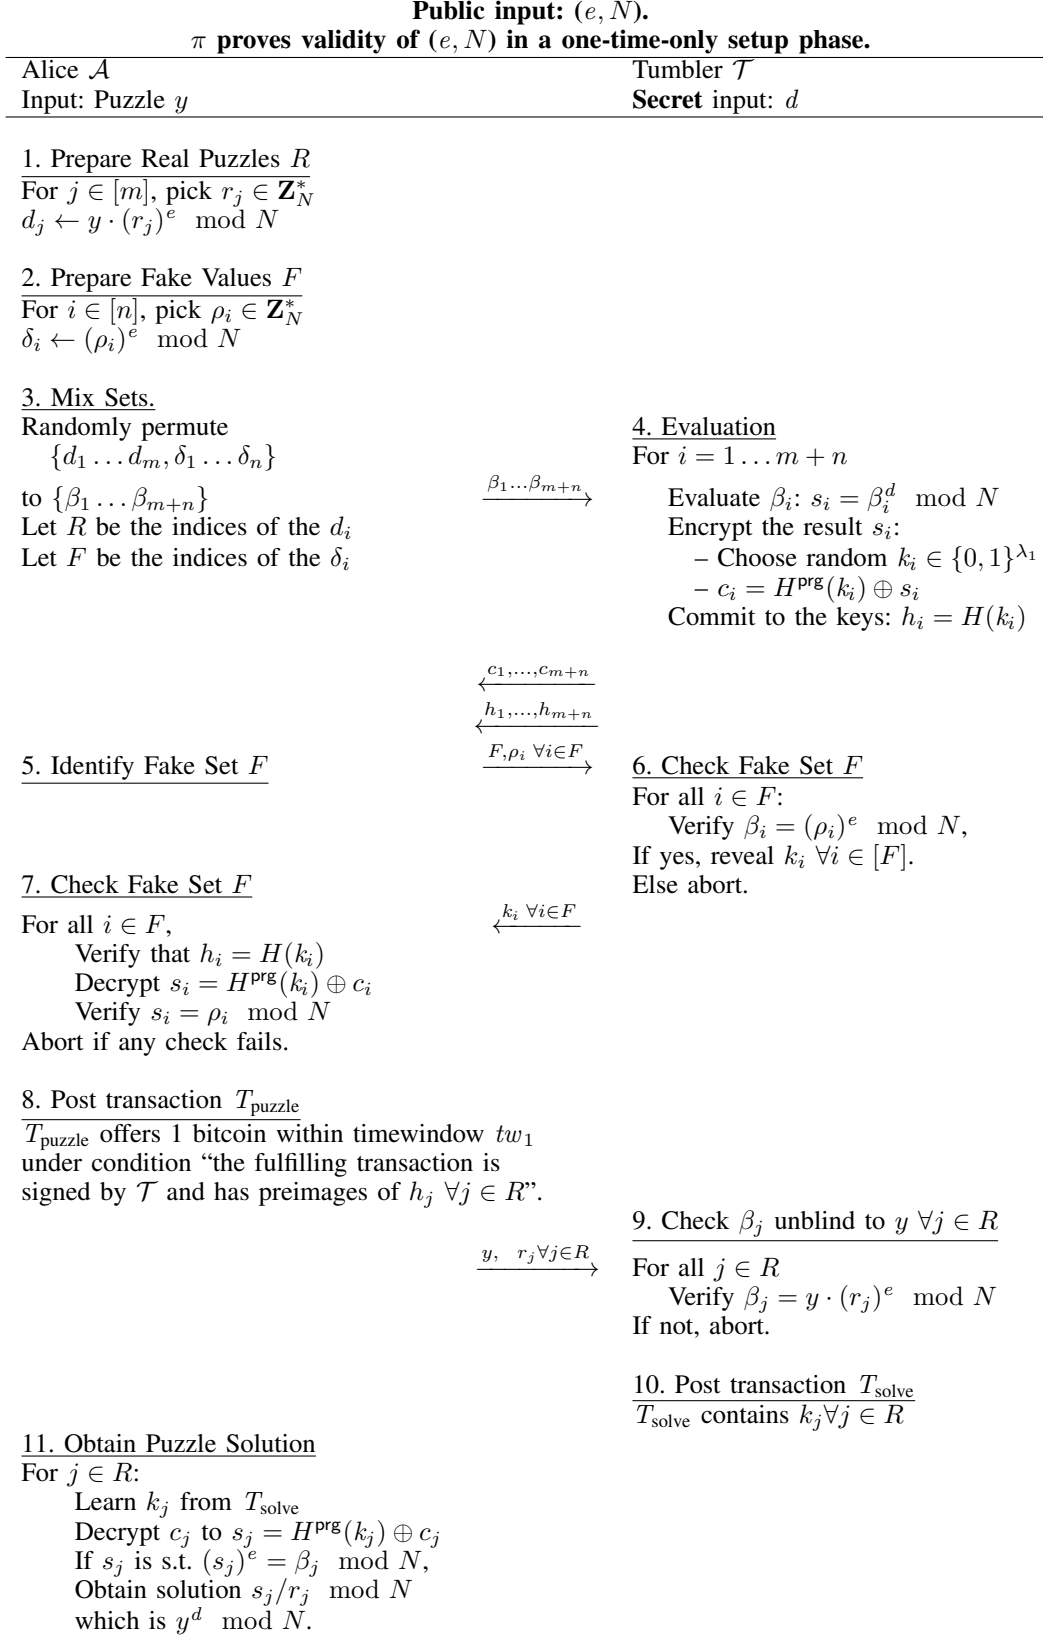 Public input: (e, N).
π proves validity of (e, N) in a one-time-only setup phase.
Alice 𝒜
Tumbler 𝒯
Input: Puzzle y
Secret input: d
1. Prepare Real Puzzles R
For j ∈ [m], pick r_j ∈ Z*_N
d_j ← y · (r_j)^e mod N
2. Prepare Fake Values F
For i ∈ [n], pick ρ_i ∈ Z*_N
δ_i ← (ρ_i)^e mod N
3. Mix Sets.
Randomly permute
{d_1 … d_m, δ_1 … δ_n}
to {β_1 … β_{m+n}}
Let R be the indices of the d_i
Let F be the indices of the δ_i
β_1…β_{m+n}
4. Evaluation
For i = 1 … m + n
Evaluate β_i: s_i = β_i^d mod N
Encrypt the result s_i:
– Choose random k_i ∈ {0, 1}^{λ_1}
– c_i = H^prg(k_i) ⊕ s_i
Commit to the keys: h_i = H(k_i)
c_1,…,c_{m+n}
h_1,…,h_{m+n}
5. Identify Fake Set F
F,ρ_i ∀i∈F
6. Check Fake Set F
For all i ∈ F:
Verify β_i = (ρ_i)^e mod N,
If yes, reveal k_i ∀i ∈ [F].
Else abort.
7. Check Fake Set F
k_i ∀i∈F
For all i ∈ F,
Verify that h_i = H(k_i)
Decrypt s_i = H^prg(k_i) ⊕ c_i
Verify s_i = ρ_i mod N
Abort if any check fails.
8. Post transaction T_puzzle
T_puzzle offers 1 bitcoin within timewindow tw_1
under condition “the fulfilling transaction is
signed by 𝒯 and has preimages of h_j ∀j ∈ R”.
y, r_j∀j∈R
9. Check β_j unblind to y ∀j ∈ R
For all j ∈ R
Verify β_j = y · (r_j)^e mod N
If not, abort.
10. Post transaction T_solve
T_solve contains k_j∀j ∈ R
11. Obtain Puzzle Solution
For j ∈ R:
Learn k_j from T_solve
Decrypt c_j to s_j = H^prg(k_j) ⊕ c_j
If s_j is s.t. (s_j)^e = β_j mod N,
Obtain solution s_j/r_j mod N
which is y^d mod N.